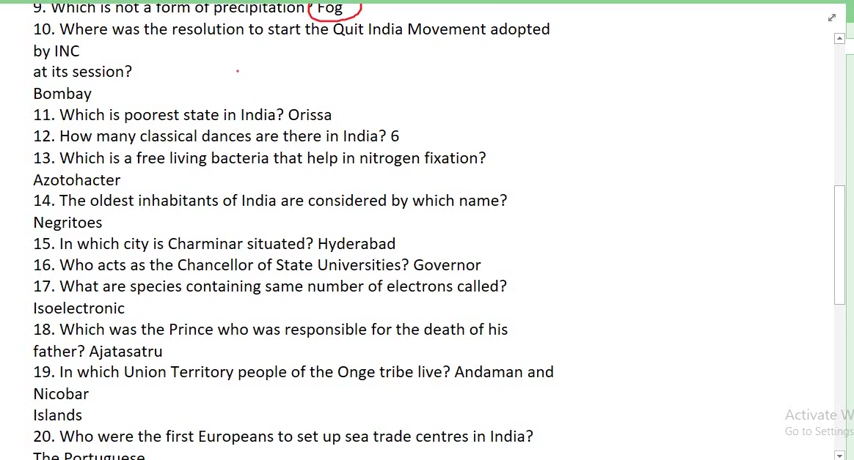 9. Which is not a form of precipitation? Fog
10. Where was the resolution to start the Quit India Movement adopted
by INC
at its session?
Bombay
11. Which is poorest state in India? Orissa
12. How many classical dances are there in India? 6
13. Which is a free living bacteria that help in nitrogen fixation?
Azotohacter
14. The oldest inhabitants of India are considered by which name?
Negritoes
15. In which city is Charminar situated? Hyderabad
16. Who acts as the Chancellor of State Universities? Governor
17. What are species containing same number of electrons called?
Isoelectronic
18. Which was the Prince who was responsible for the death of his
father? Ajatasatru
19. In which Union Territory people of the Onge tribe live? Andaman and
Nicobar
Islands
20. Who were the first Europeans to set up sea trade centres in India?
The Portuguese
Activate W
Go to Settings